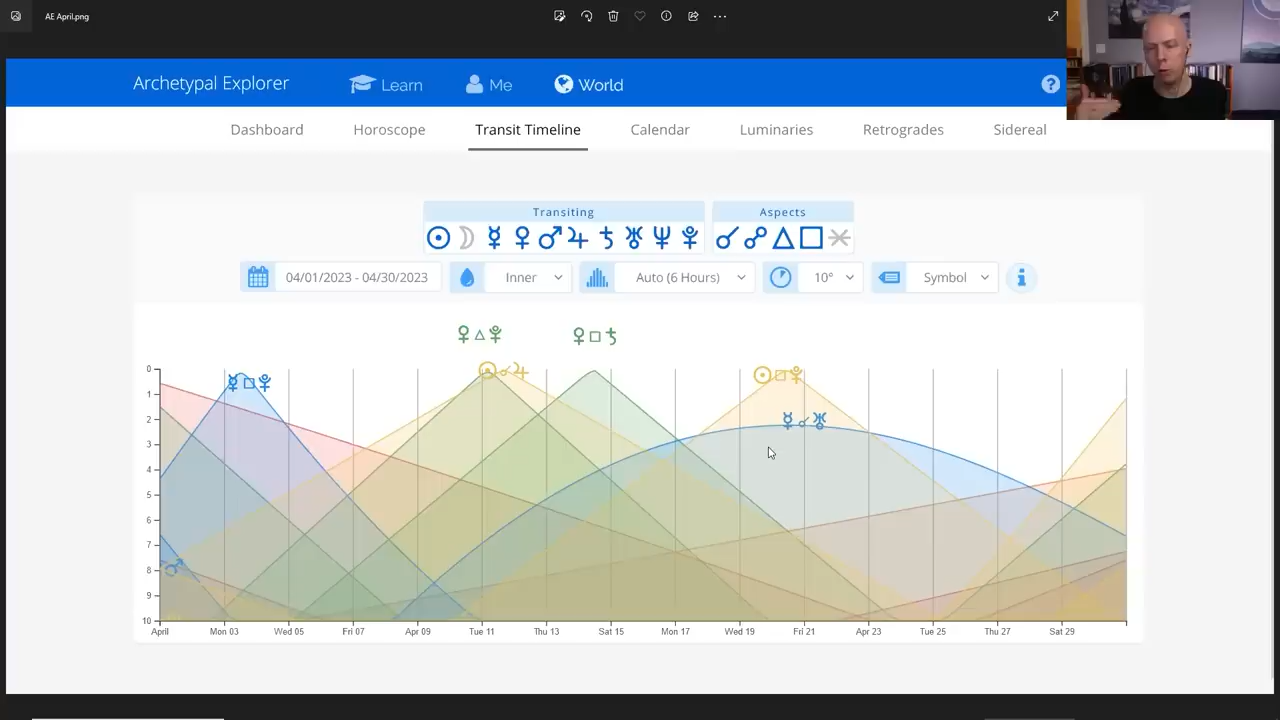 AE April.png
Archetypal Explorer Learn Me World ?
Dashboard Horoscope Transit Timeline Calendar Luminaries Retrogrades Sidereal
Transiting Aspects
☉ ☽ ☿ ♀ ♂ ♃ ♄ ♅ ♆ ⯓ ☌ ☍ △ □ ⚹
04/01/2023 - 04/30/2023 Inner Auto (6 Hours) 10° Symbol i
♀ △ ⯓ ♀ □ ♄
☉ ☌ ♃
☿ □ ⯓ ☉ □ ⯓
☿ ☌ ♅
♂
0
1
2
3
4
5
6
7
8
9
10
April Mon 03 Wed 05 Fri 07 Apr 09 Tue 11 Thu 13 Sat 15 Mon 17 Wed 19 Fri 21 Apr 23 Tue 25 Thu 27 Sat 29